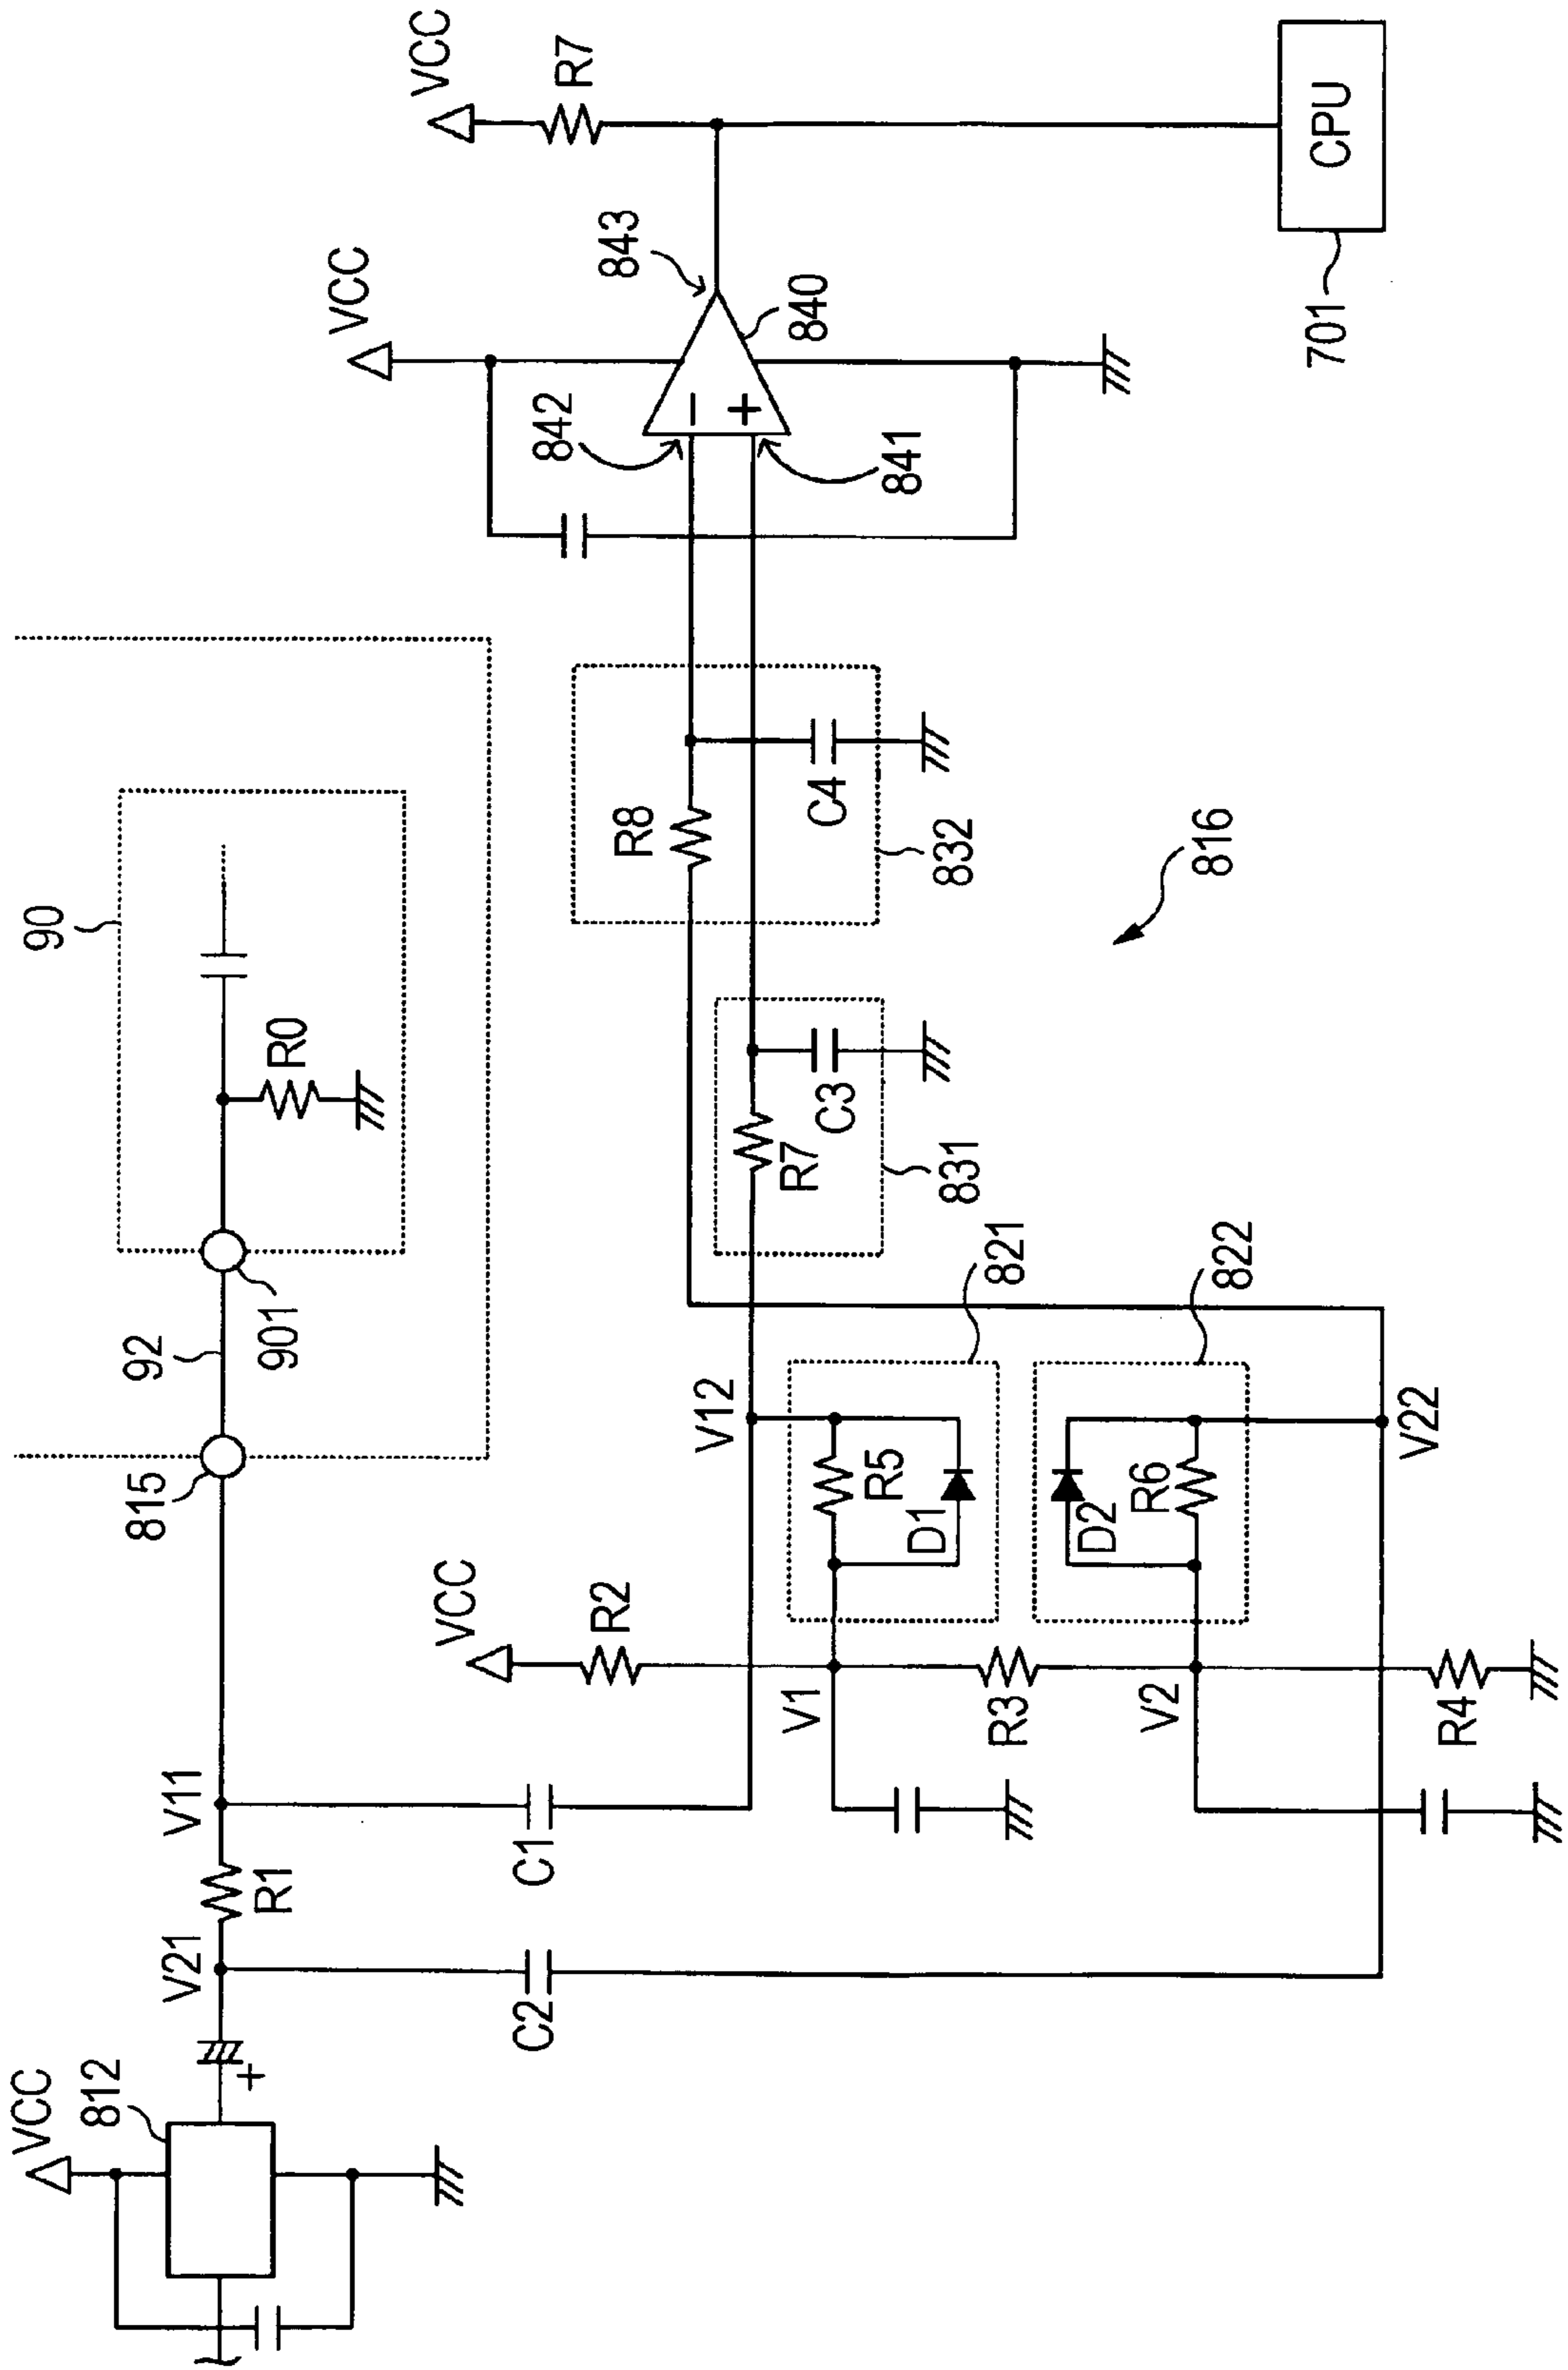 VCC
812
+
V21
R1
V11
815
92
901
90
R0
C2
C1
VCC
R2
V1
R3
V2
R4
V12
R5
D1
821
D2
R6
822
V22
R7
C3
831
R8
C4
832
816
842
841
−
+
843
840
VCC
VCC
R7
CPU
701